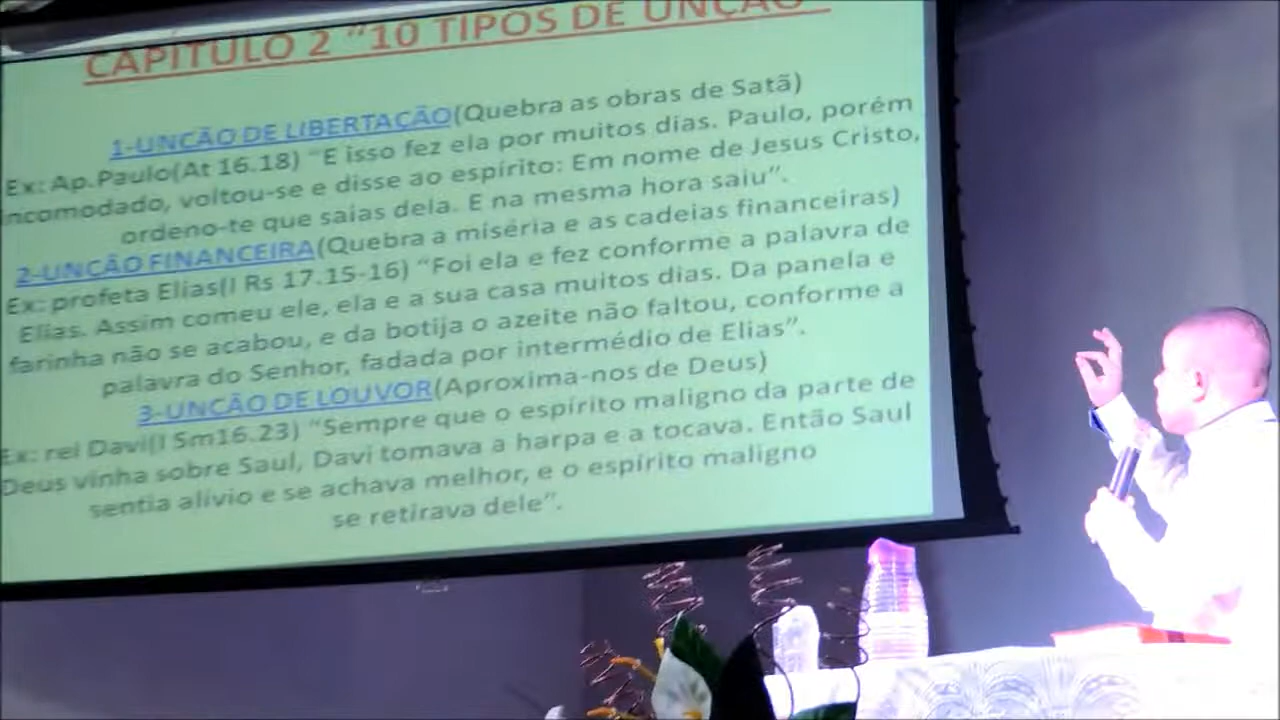 CAPÍTULO 2 "10 TIPOS DE UNÇÃO"
1-UNÇÃO DE LIBERTAÇÃO(Quebra as obras de Satã)
Ex: Ap.Paulo(At 16.18) "E isso fez ela por muitos dias. Paulo, porém
incomodado, voltou-se e disse ao espírito: Em nome de Jesus Cristo,
ordeno-te que saias dela. E na mesma hora saiu".
2-UNÇÃO FINANCEIRA(Quebra a miséria e as cadeias financeiras)
Ex: profeta Elias(I Rs 17.15-16) "Foi ela e fez conforme a palavra de
Elias. Assim comeu ele, ela e a sua casa muitos dias. Da panela e
farinha não se acabou, e da botija o azeite não faltou, conforme a
palavra do Senhor, fadada por intermédio de Elias".
3-UNÇÃO DE LOUVOR(Aproxima-nos de Deus)
Ex: rei Davi(I Sm16.23) "Sempre que o espírito maligno da parte de
Deus vinha sobre Saul, Davi tomava a harpa e a tocava. Então Saul
sentia alivio e se achava melhor, e o espírito maligno
se retirava dele".